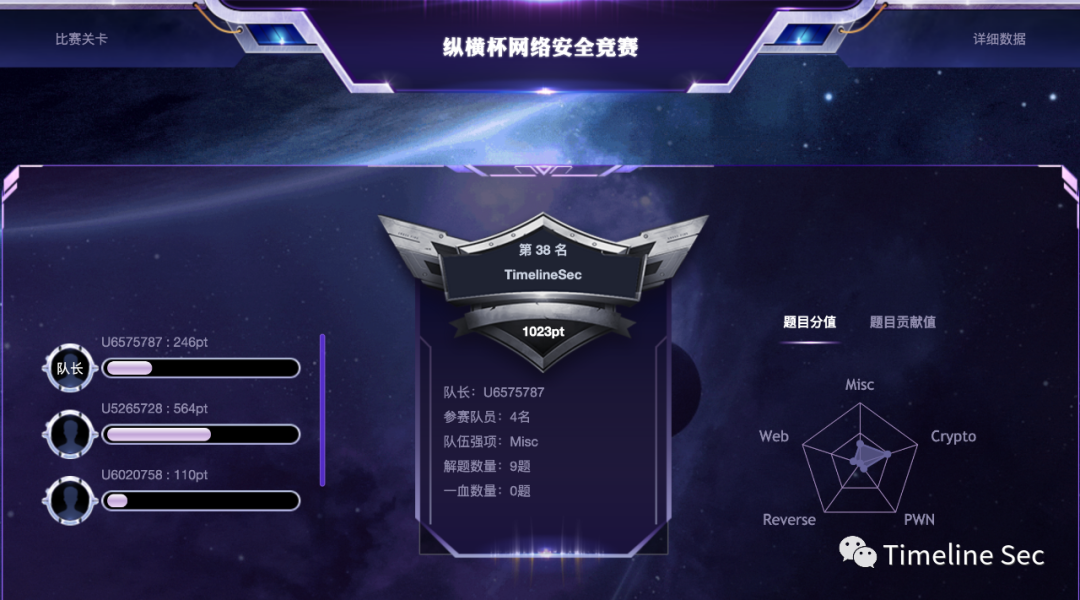 比赛关卡
纵横杯网络安全竞赛
详细数据
第 38 名
TimelineSec
1023pt
队长：U6575787
参赛队员：4名
队伍强项：Misc
解题数量：9题
一血数量：0题
U6575787 : 246pt
队长
U5265728 : 564pt
U6020758 : 110pt
题目分值
题目贡献值
Misc
Web
Crypto
Reverse
PWN
Timeline Sec